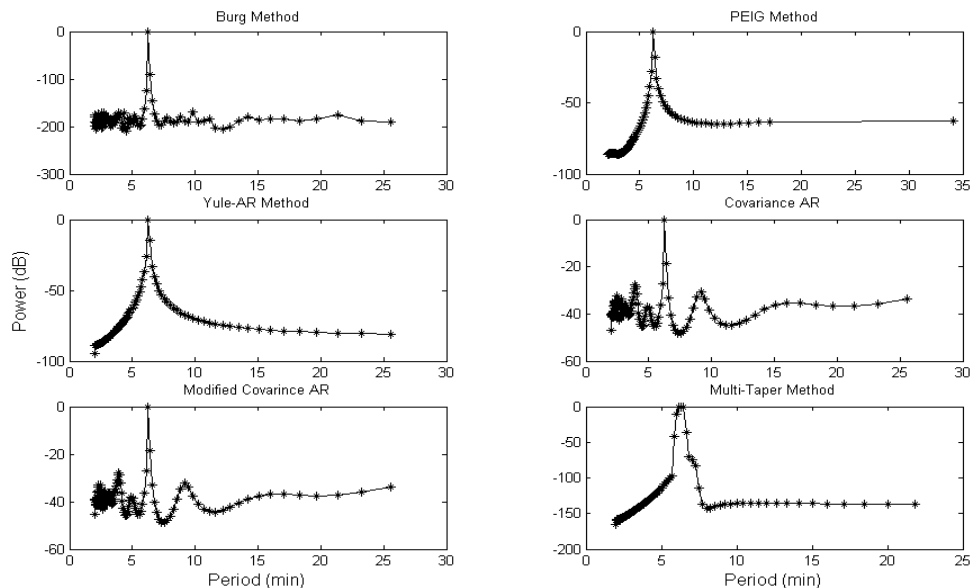 Burg Method
0
-100
-200
-300
0 5 10 15 20 25 30
PEIG Method
0
-50
-100
0 5 10 15 20 25 30 35
Yule-AR Method
0
-50
-100
0 5 10 15 20 25 30
Covariance AR
0
-20
-40
-60
0 5 10 15 20 25 30
Power (dB)
Modified Covarince AR
0
-20
-40
-60
0 5 10 15 20 25 30
Period (min)
Multi-Taper Method
0
-50
-100
-150
-200
0 5 10 15 20 25
Period (min)